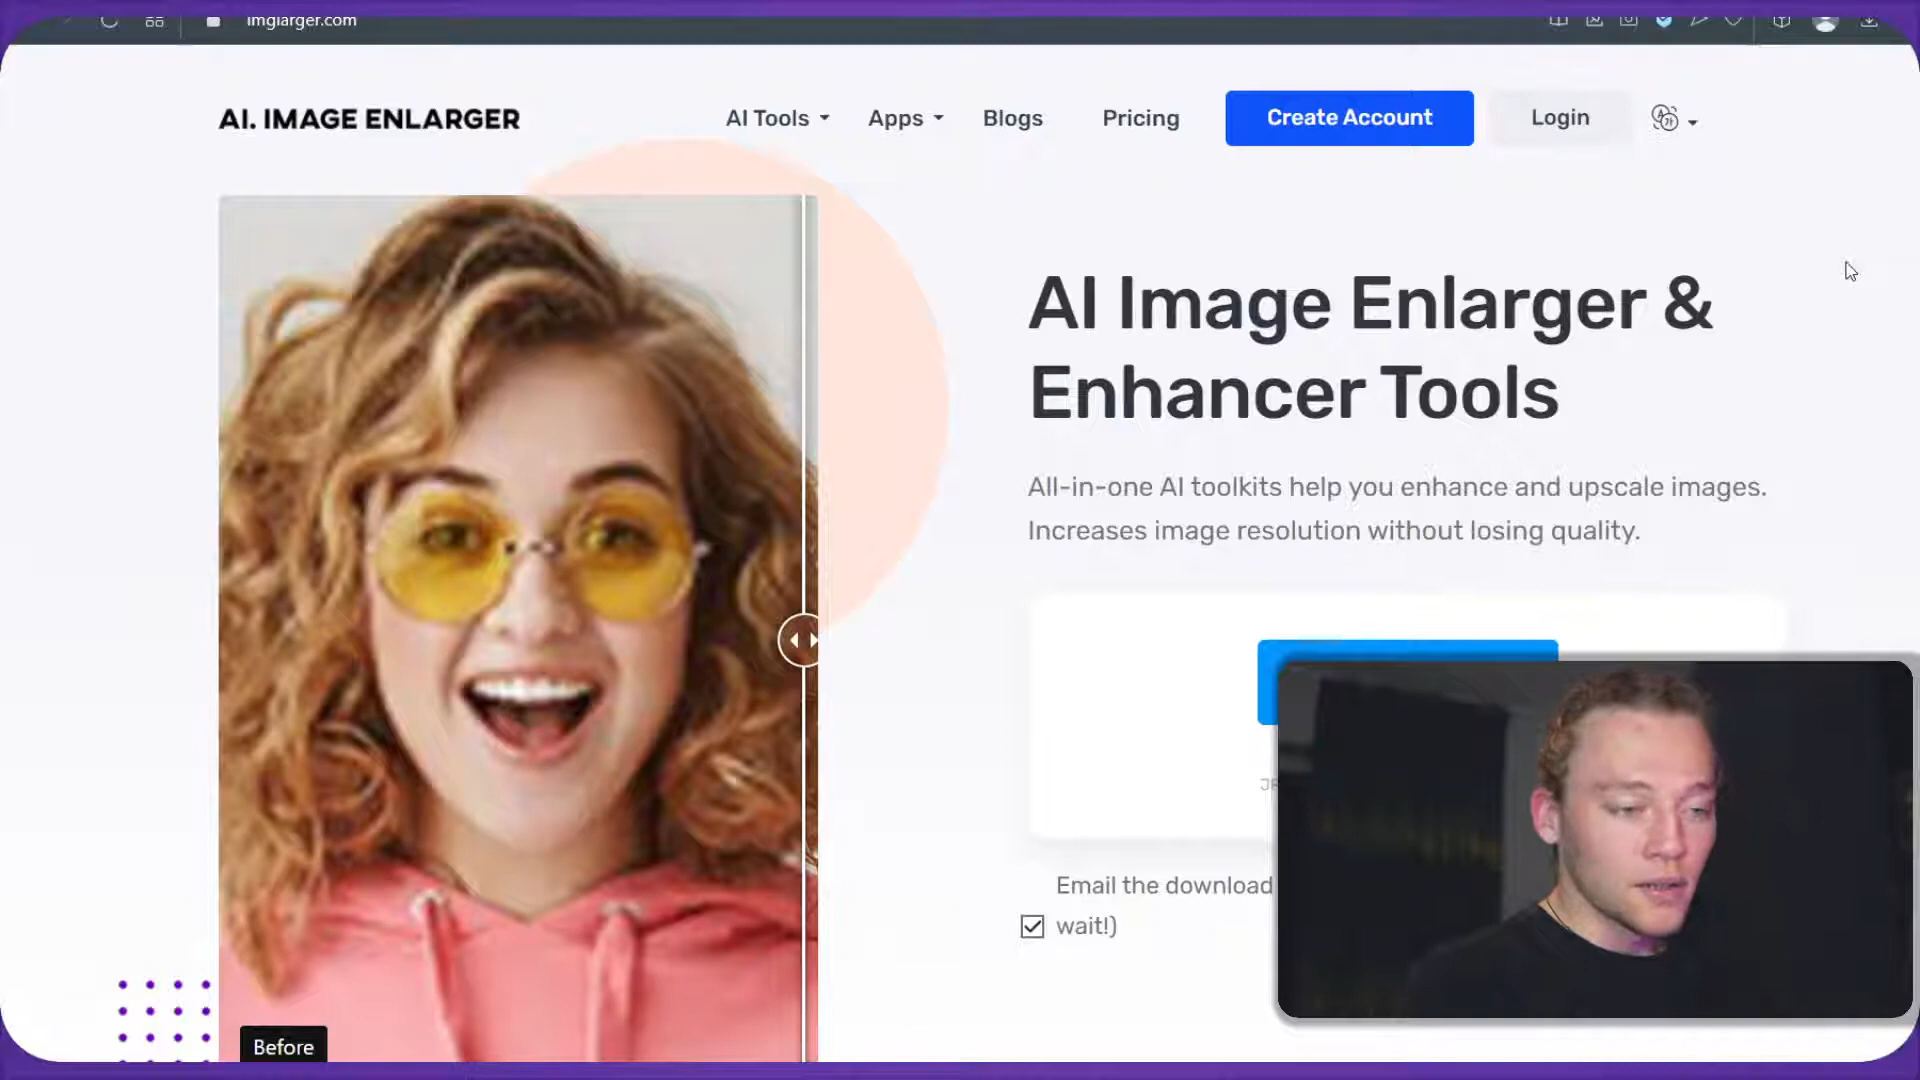 imglarger.com
AI. IMAGE ENLARGER
AI Tools
Apps
Blogs
Pricing
Create Account
Login
AI Image Enlarger &
Enhancer Tools
All-in-one AI toolkits help you enhance and upscale images.
Increases image resolution without losing quality.
Email the download
wait!)
Before